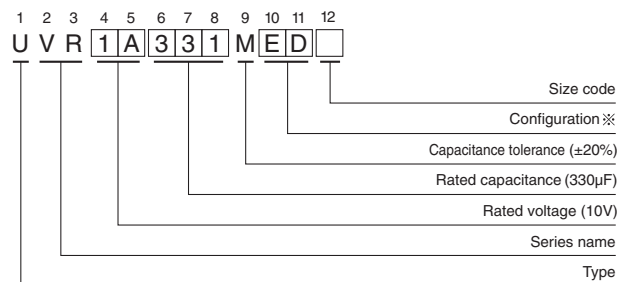 1 2 3 4 5 6 7 8 9 10 11 12
U V R 1 A 3 3 1 M E D
Size code
Configuration※
Capacitance tolerance (±20%)
Rated capacitance (330µF)
Rated voltage (10V)
Series name
Type